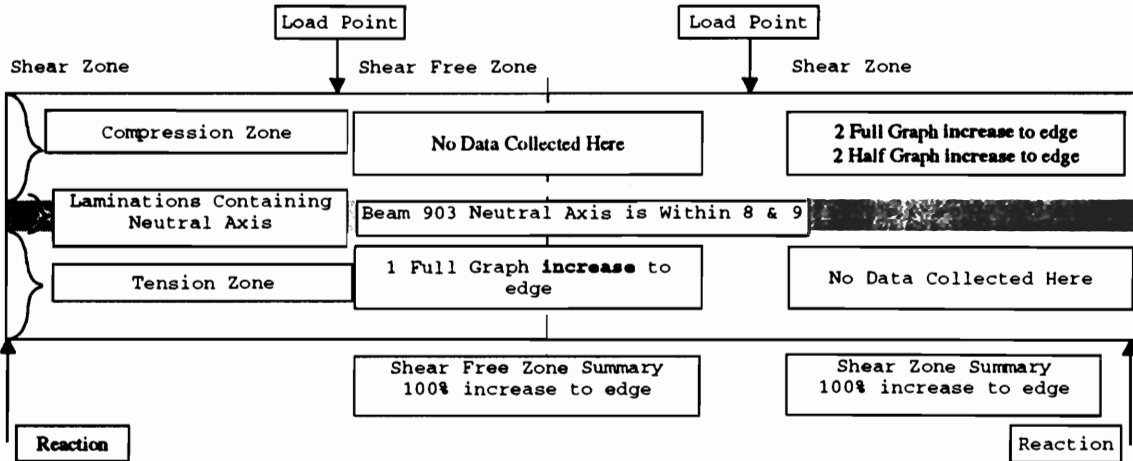 Load Point
Load Point
Shear Zone
Shear Free Zone
Shear Zone
Compression Zone
No Data Collected Here
2 Full Graph increase to edge
2 Half Graph increase to edge
Laminations Containing
Neutral Axis
Beam 903 Neutral Axis is Within 8 & 9
Tension Zone
1 Full Graph increase to
edge
No Data Collected Here
Shear Free Zone Summary
100% increase to edge
Shear Zone Summary
100% increase to edge
Reaction
Reaction